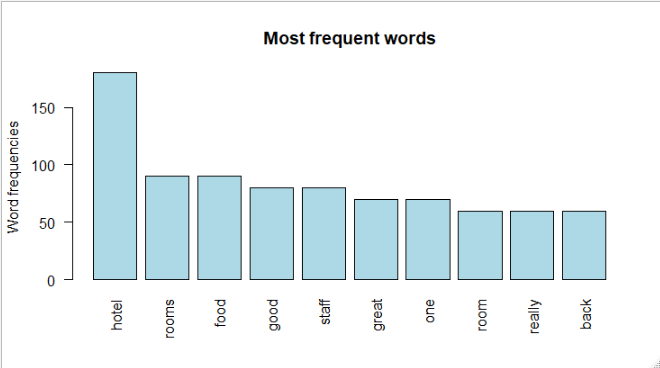 Most frequent words
Word frequencies
150
100
50
0
hotel
rooms
food
good
staff
great
one
room
really
back